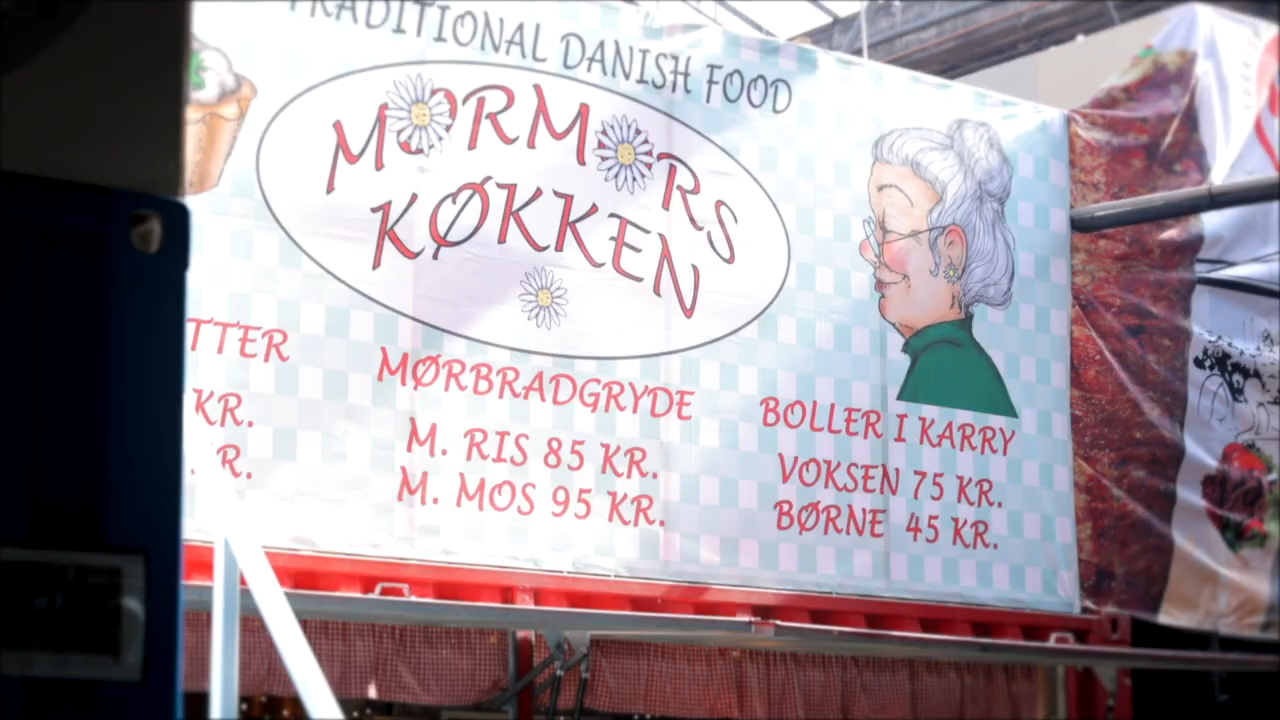 TRADITIONAL DANISH FOOD
MORMORS
KØKKEN
TTER
KR.
R.
MØRBRADGRYDE
M. RIS 85 KR.
M. MOS 95 KR.
BOLLER I KARRY
VOKSEN 75 KR.
BØRNE 45 KR.